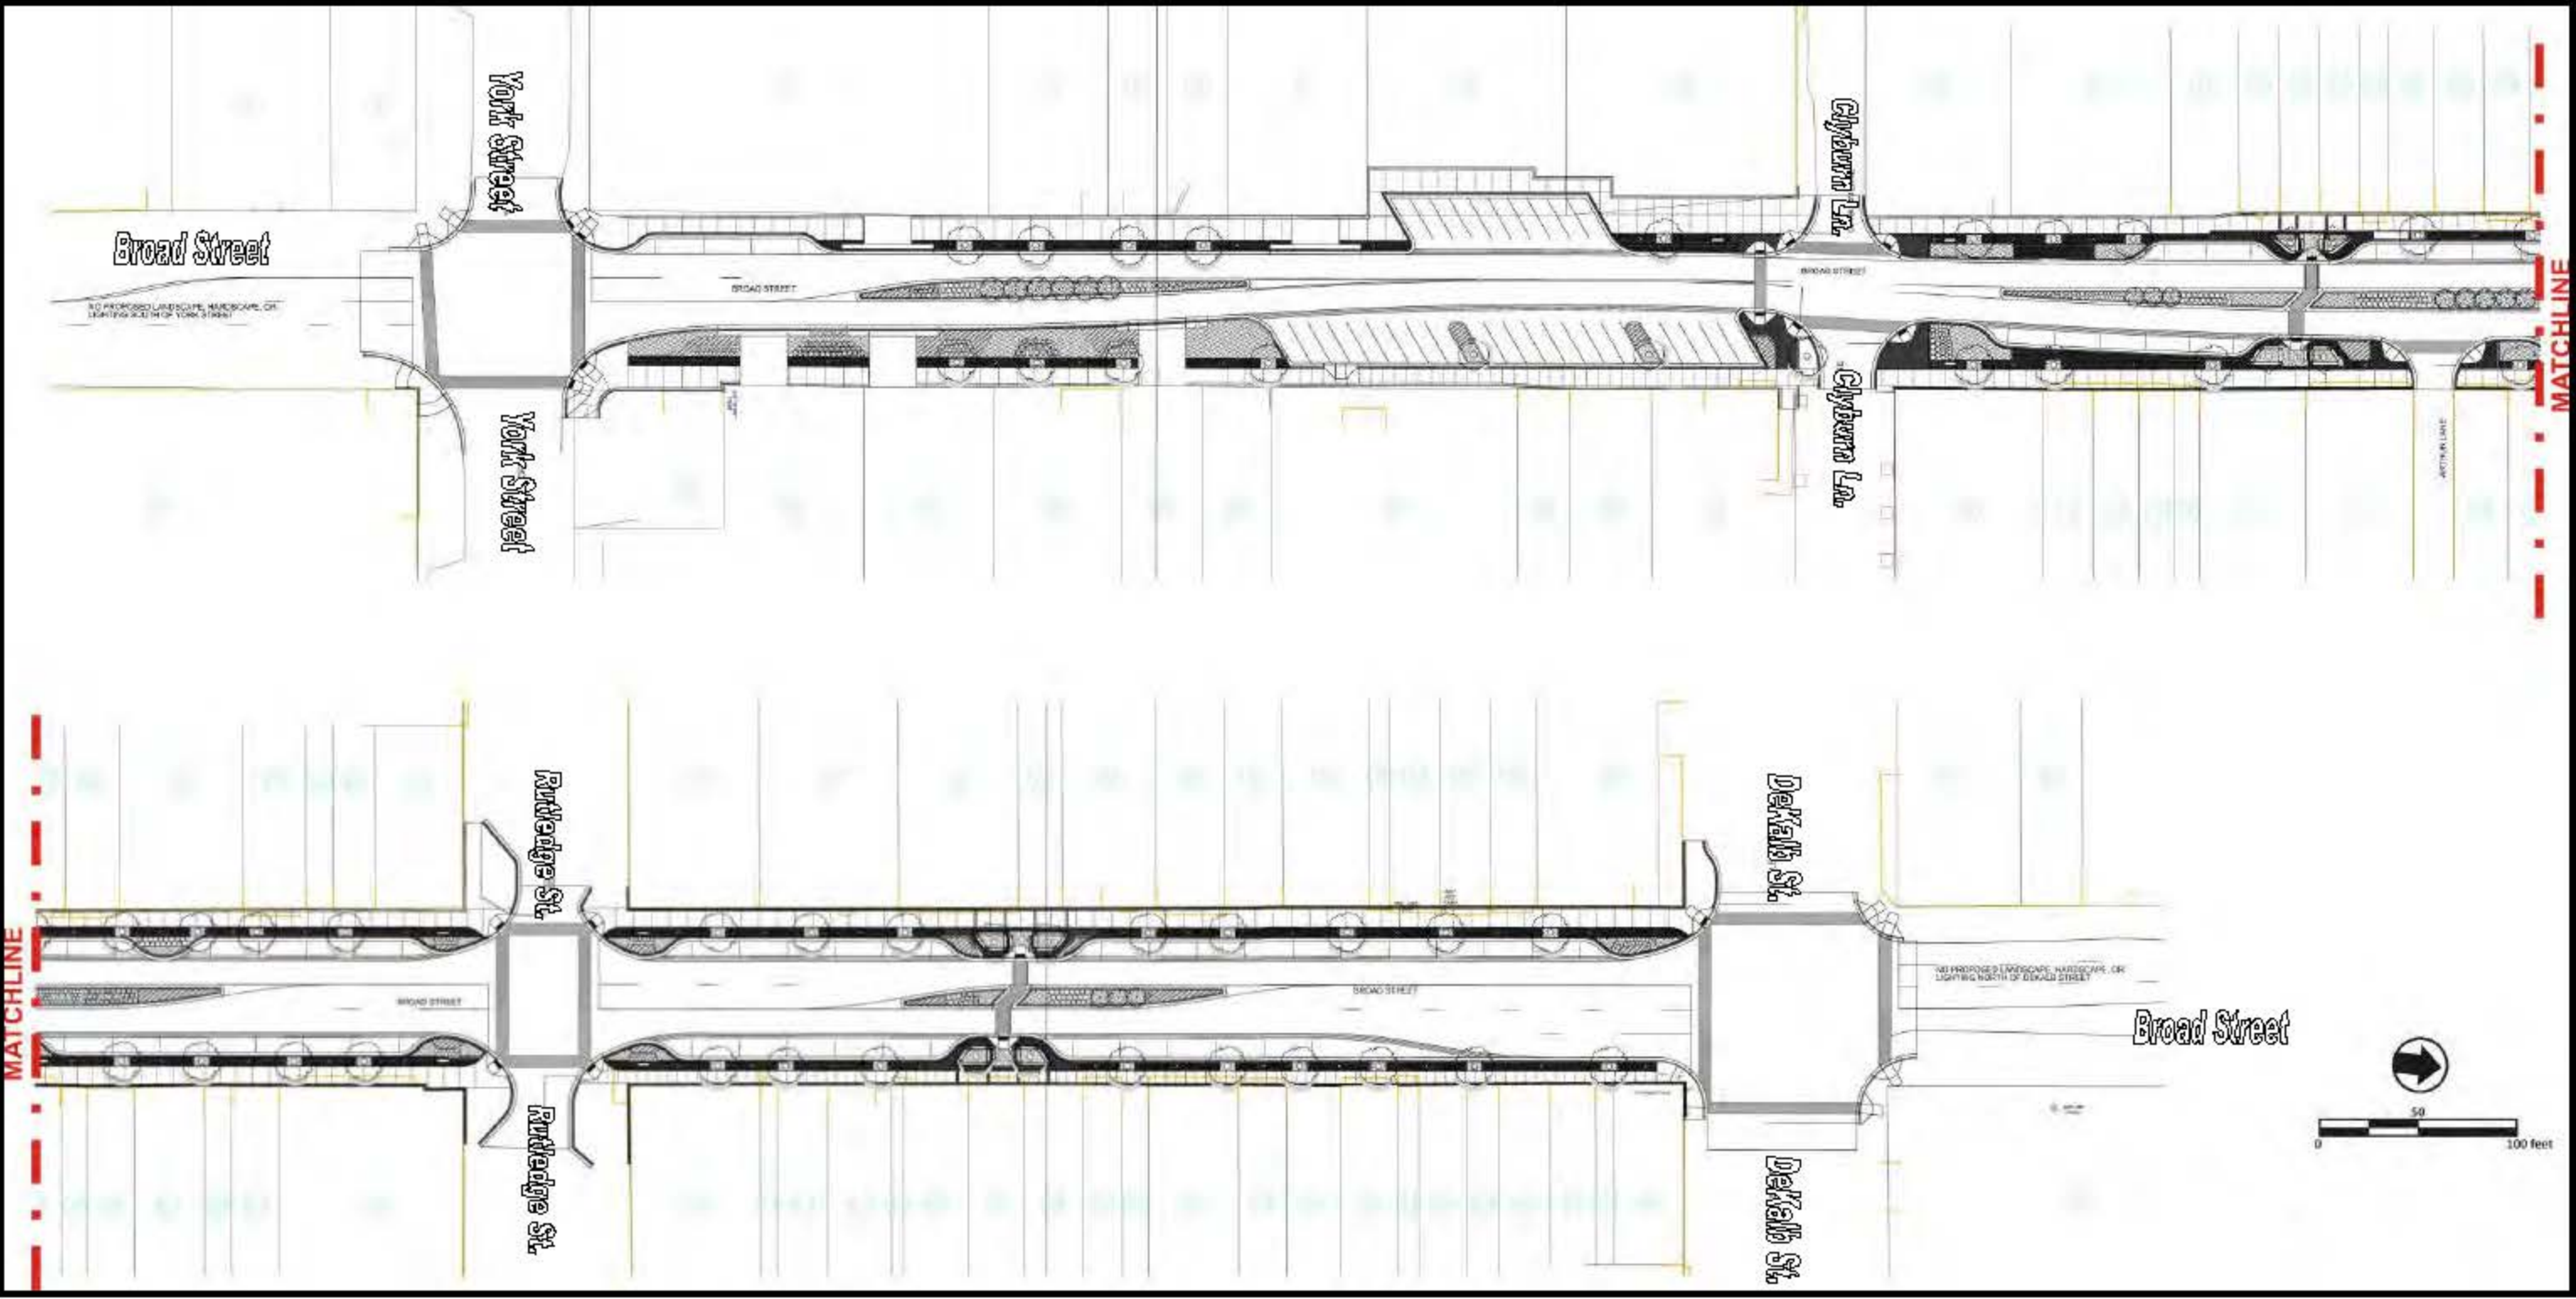 York Street
Clyburn Ln.
Broad Street
NO PROPOSED LANDSCAPE, HARDSCAPE, OR
LIGHTING SOUTH OF YORK STREET
BROAD STREET
BROAD STREET
MATCHLINE
York Street
Clyburn Ln.
ARTHUR LANE
Rutledge St.
DeKalb St.
MATCHLINE
BROAD STREET
BROAD STREET
NO PROPOSED LANDSCAPE, HARDSCAPE, OR
LIGHTING NORTH OF DEKALB STREET
Broad Street
50
0
100 feet
Rutledge St.
DeKalb St.